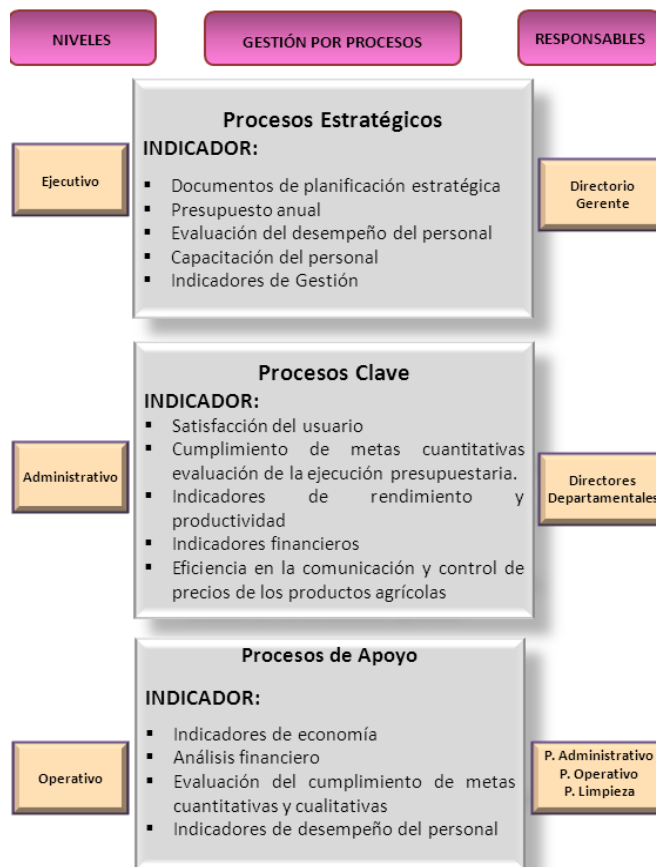 NIVELES
GESTIÓN POR PROCESOS
RESPONSABLES
Procesos Estratégicos
INDICADOR:
Ejecutivo
▪ Documentos de planificación estratégica
▪ Presupuesto anual
▪ Evaluación del desempeño del personal
▪ Capacitación del personal
▪ Indicadores de Gestión
Directorio
Gerente
Procesos Clave
INDICADOR:
Administrativo
▪ Satisfacción del usuario
▪ Cumplimiento de metas cuantitativas
evaluación de la ejecución presupuestaria.
▪ Indicadores de rendimiento y
productividad
▪ Indicadores financieros
▪ Eficiencia en la comunicación y control de
precios de los productos agrícolas
Directores
Departamentales
Procesos de Apoyo
INDICADOR:
Operativo
▪ Indicadores de economía
▪ Análisis financiero
▪ Evaluación del cumplimiento de metas
cuantitativas y cualitativas
▪ Indicadores de desempeño del personal
P. Administrativo
P. Operativo
P. Limpieza